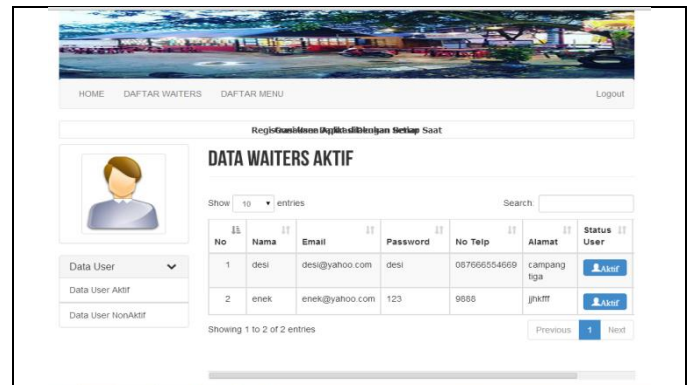 HOME DAFTAR WAITERS DAFTAR MENU Logout
Saat
DATA WAITERS AKTIF
Show 10 entries Search:
No Nama Email Password No Telp Alamat Status User
1 desi desi@yahoo.com desi 087666554669 campang tiga Aktif
2 enek enek@yahoo.com 123 9888 jjhkfff Aktif
Showing 1 to 2 of 2 entries Previous 1 Next
Data User
Data User Aktif
Data User NonAktif